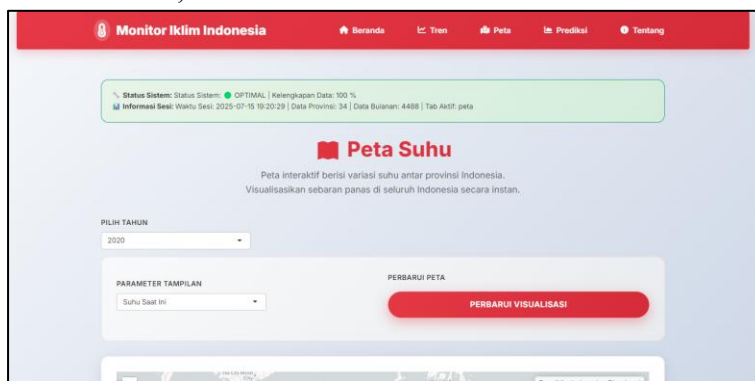 Monitor Iklim Indonesia
Beranda Tren Peta Prediksi Tentang
Status Sistem: Status Sistem: OPTIMAL | Kelengkapan Data: 100 %
Informasi Sesi: Waktu Sesi: 2025-07-15 19:20:29 | Data Provinsi: 34 | Data Bulanan: 4488 | Tab Aktif: peta
Peta Suhu
Peta interaktif berisi variasi suhu antar provinsi Indonesia.
Visualisasikan sebaran panas di seluruh Indonesia secara instan.
PILIH TAHUN
2020
PARAMETER TAMPILAN
Suhu Saat Ini
PERBARUI PETA
PERBARUI VISUALISASI